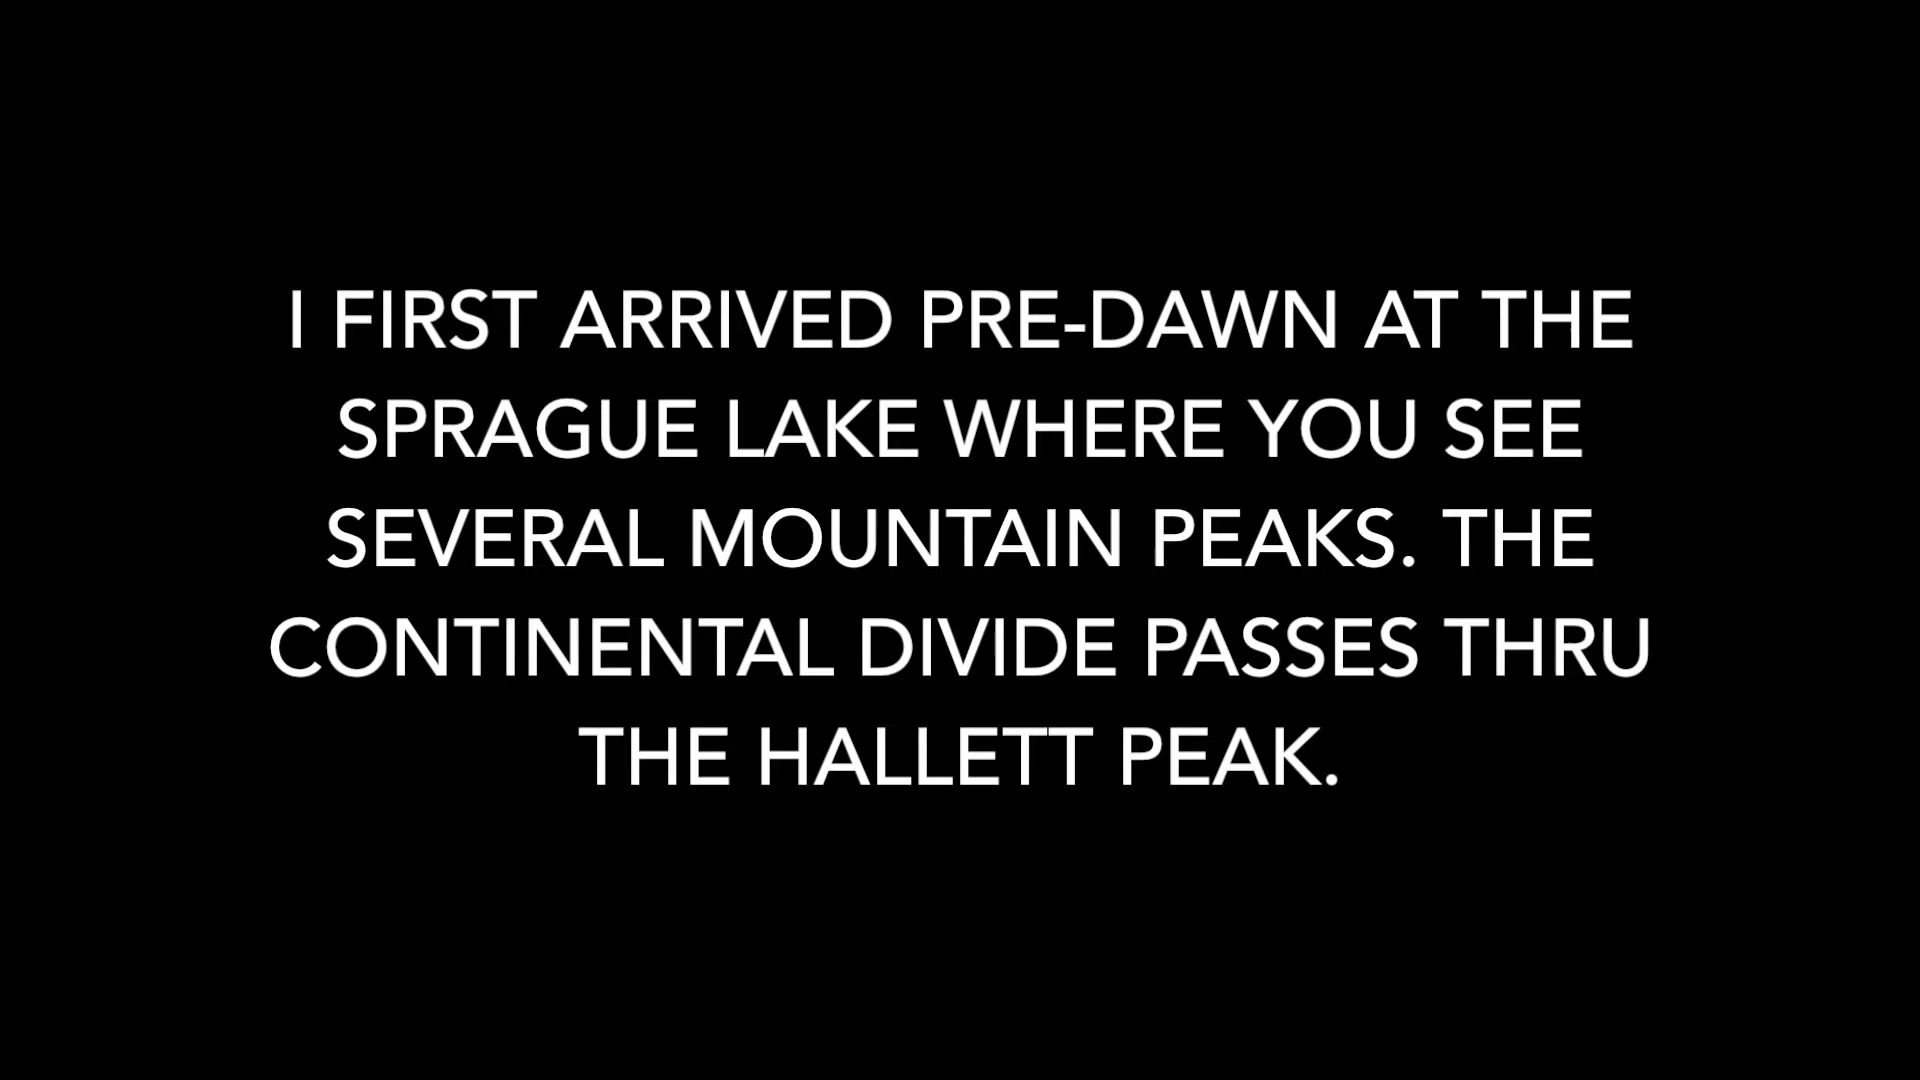 I FIRST ARRIVED PRE-DAWN AT THE
SPRAGUE LAKE WHERE YOU SEE
SEVERAL MOUNTAIN PEAKS. THE
CONTINENTAL DIVIDE PASSES THRU
THE HALLETT PEAK.